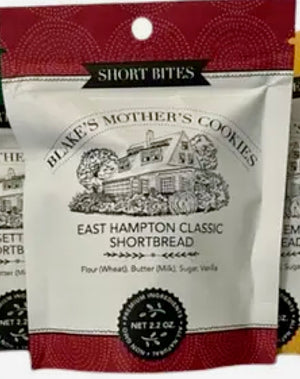 SHORT BITES
BLAKE'S MOTHER'S COOKIES
EAST HAMPTON CLASSIC
SHORTBREAD
Flour (Wheat), Butter (Milk), Sugar, Vanilla
NET 2.2 OZ.